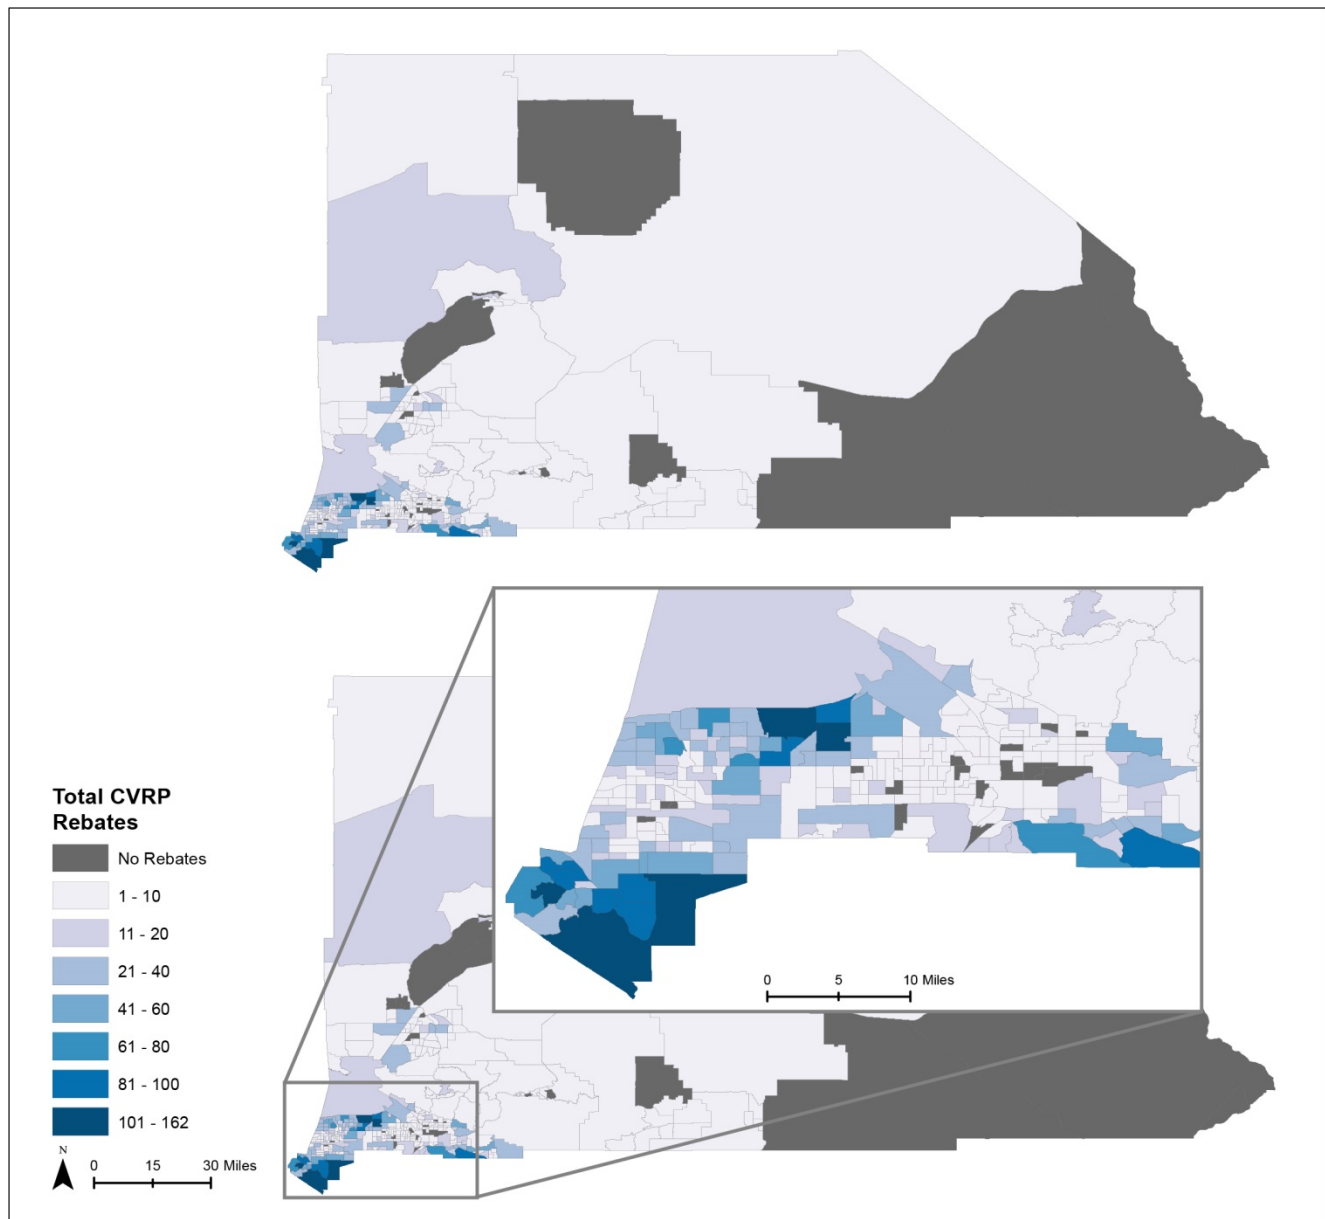 Total CVRP
Rebates
No Rebates
1 - 10
11 - 20
21 - 40
41 - 60
61 - 80
81 - 100
101 - 162
N
0 15 30 Miles
0 5 10 Miles